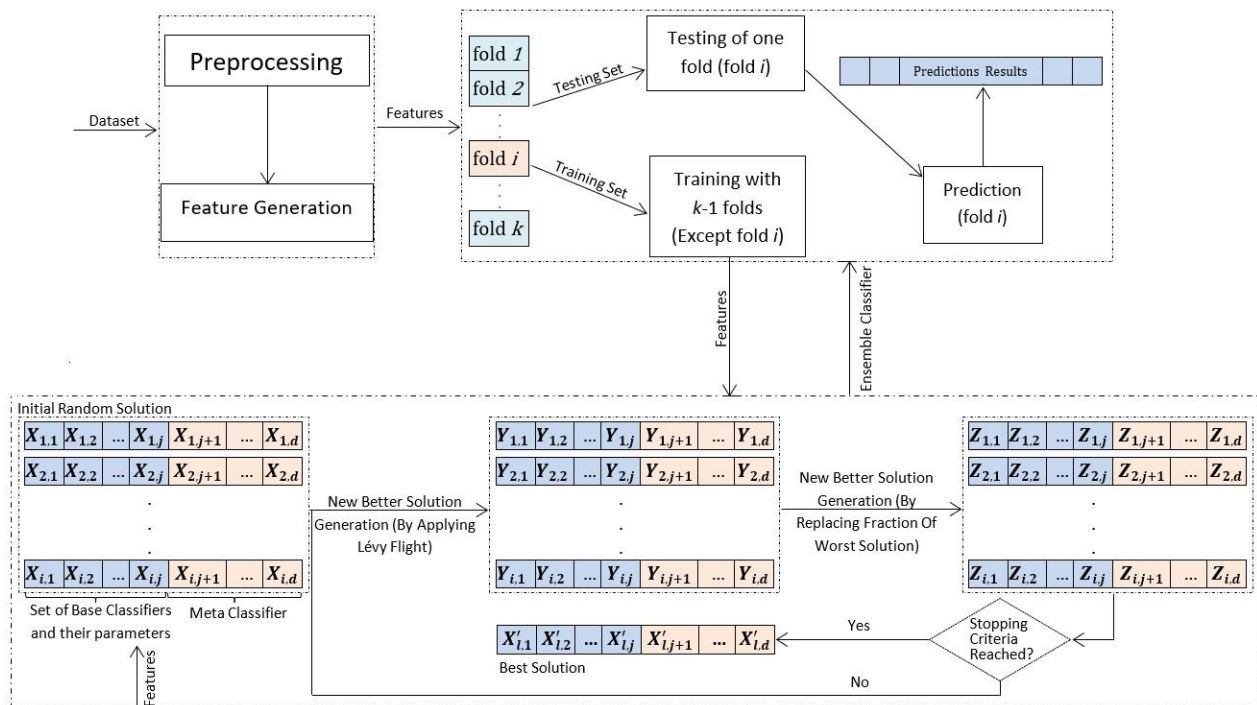 Preprocessing
Feature Generation
Dataset
Features
fold 1
fold 2
fold i
fold k
Testing Set
Training Set
Testing of one
fold (fold i)
Training with
k-1 folds
(Except fold i)
Predictions Results
Prediction
(fold i)
Features
Ensemble Classifier
Initial Random Solution
X1,1 X1,2 ... X1,j X1,j+1 ... X1,d
X2,1 X2,2 ... X2,j X2,j+1 ... X2,d
Xi,1 Xi,2 ... Xi,j Xi,j+1 ... Xi,d
Set of Base Classifiers
and their parameters
Meta Classifier
Features
New Better Solution
Generation (By Applying
Lévy Flight)
Y1,1 Y1,2 ... Y1,j Y1,j+1 ... Y1,d
Y2,1 Y2,2 ... Y2,j Y2,j+1 ... Y2,d
Yi,1 Yi,2 ... Yi,j Yi,j+1 ... Yi,d
New Better Solution
Generation (By
Replacing Fraction Of
Worst Solution)
Z1,1 Z1,2 ... Z1,j Z1,j+1 ... Z1,d
Z2,1 Z2,2 ... Z2,j Z2,j+1 ... Z2,d
Zi,1 Zi,2 ... Zi,j Zi,j+1 ... Zi,d
Stopping
Criteria
Reached?
Yes
No
X′l,1 X′l,2 ... X′l,j X′l,j+1 ... X′l,d
Best Solution